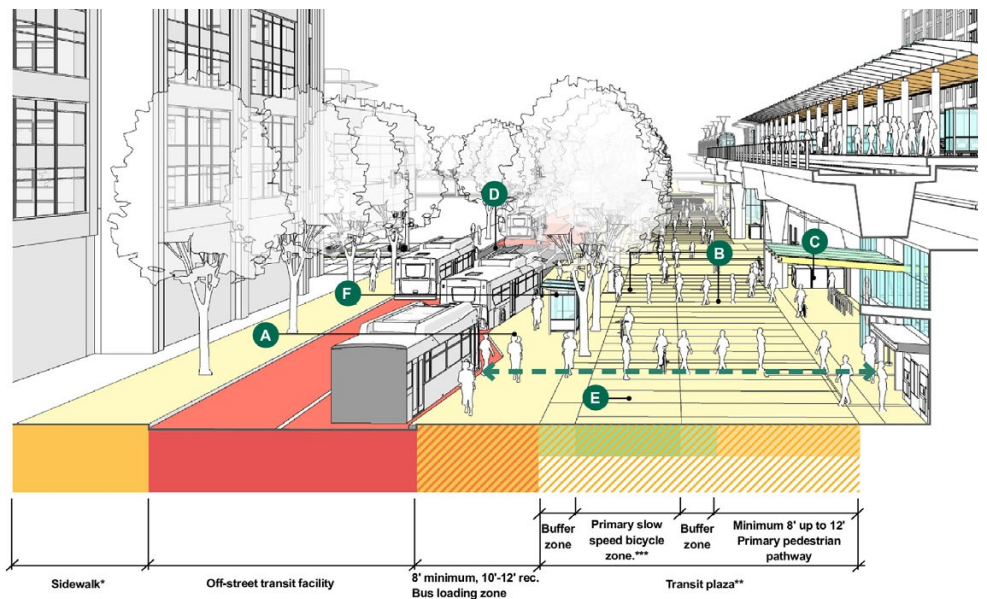 D
C
B
F
A
E
Buffer
zone
Primary slow
speed bicycle
zone.***
Buffer
zone
Minimum 8' up to 12'
Primary pedestrian
pathway
Sidewalk*
Off-street transit facility
8' minimum, 10'-12' rec.
Bus loading zone
Transit plaza**